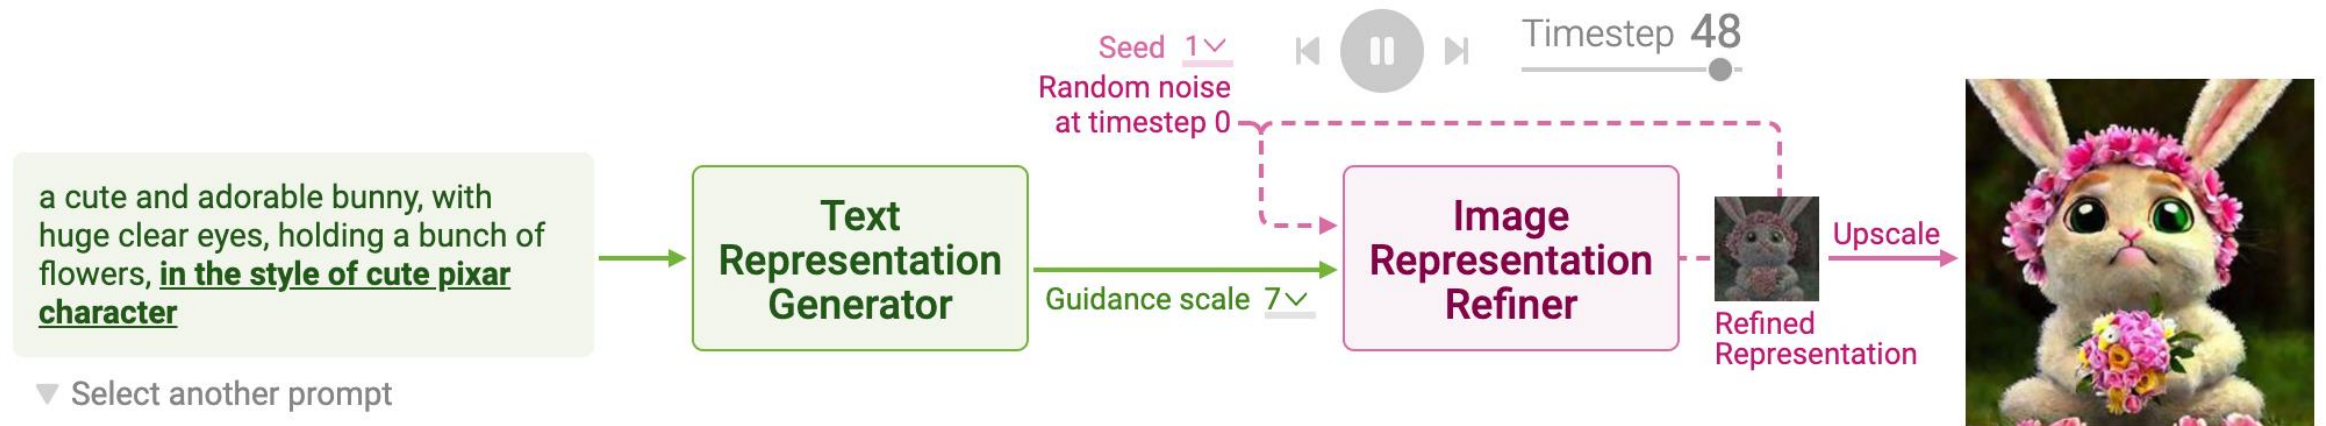 Seed 1
Timestep 48
Random noise
at timestep 0
a cute and adorable bunny, with
huge clear eyes, holding a bunch of
flowers, in the style of cute pixar
character
Select another prompt
Text
Representation
Generator
Guidance scale 7
Image
Representation
Refiner
Refined
Representation
Upscale